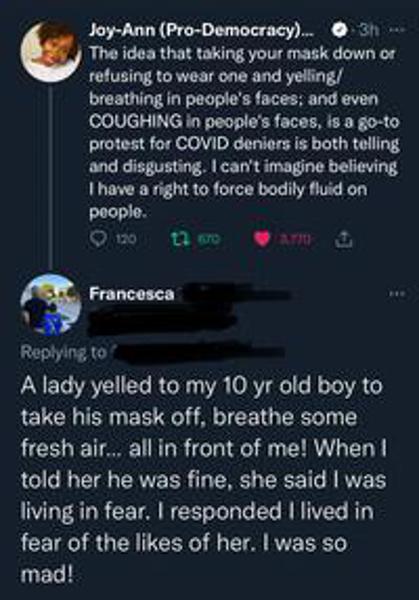 Joy-Ann (Pro-Democracy)... · 3h ...
The idea that taking your mask down or
refusing to wear one and yelling/
breathing in people's faces; and even
COUGHING in people's faces, is a go-to
protest for COVID deniers is both telling
and disgusting. I can't imagine believing
I have a right to force bodily fluid on
people.
120 670 3,770
Francesca ...
Replying to
A lady yelled to my 10 yr old boy to
take his mask off, breathe some
fresh air... all in front of me! When I
told her he was fine, she said I was
living in fear. I responded I lived in
fear of the likes of her. I was so
mad!